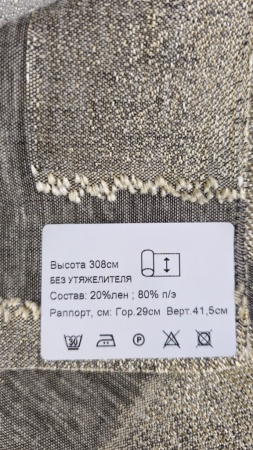 Высота 308см
БЕЗ УТЯЖЕЛИТЕЛЯ
Состав: 20%лен ; 80% п/э
Раппорт, см: Гор.29см Верт.41,5см
30 P